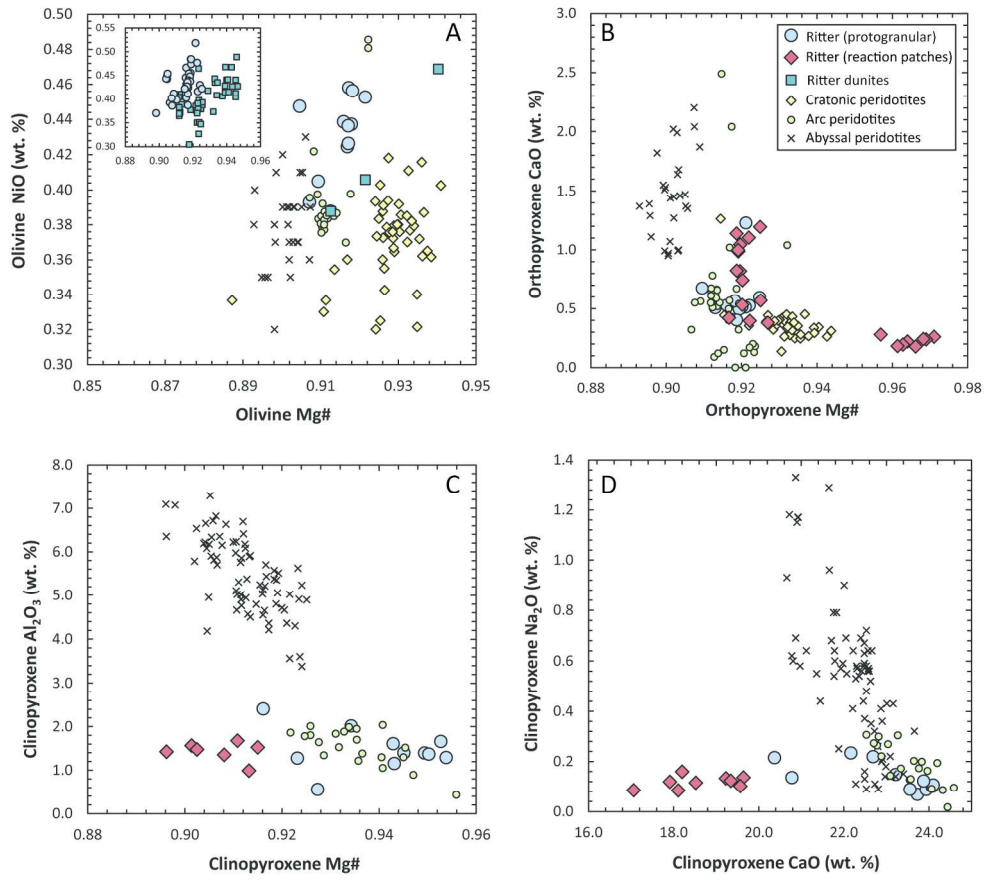 A
0.50
0.48
0.46
0.44
0.42
0.40
0.38
0.36
0.34
0.32
0.30
Olivine NiO (wt. %)
0.55
0.50
0.45
0.40
0.35
0.30
0.88 0.90 0.92 0.94 0.96
0.85 0.87 0.89 0.91 0.93 0.95
Olivine Mg#
B
3.0
2.5
2.0
1.5
1.0
0.5
0.0
Orthopyroxene CaO (wt. %)
Ritter (protogranular)
Ritter (reaction patches)
Ritter dunites
Cratonic peridotites
Arc peridotites
Abyssal peridotites
0.88 0.90 0.92 0.94 0.96 0.98
Orthopyroxene Mg#
C
8.0
7.0
6.0
5.0
4.0
3.0
2.0
1.0
0.0
Clinopyroxene Al₂O₃ (wt. %)
0.88 0.90 0.92 0.94 0.96
Clinopyroxene Mg#
D
1.4
1.2
1.0
0.8
0.6
0.4
0.2
0.0
Clinopyroxene Na₂O (wt. %)
16.0 18.0 20.0 22.0 24.0
Clinopyroxene CaO (wt. %)